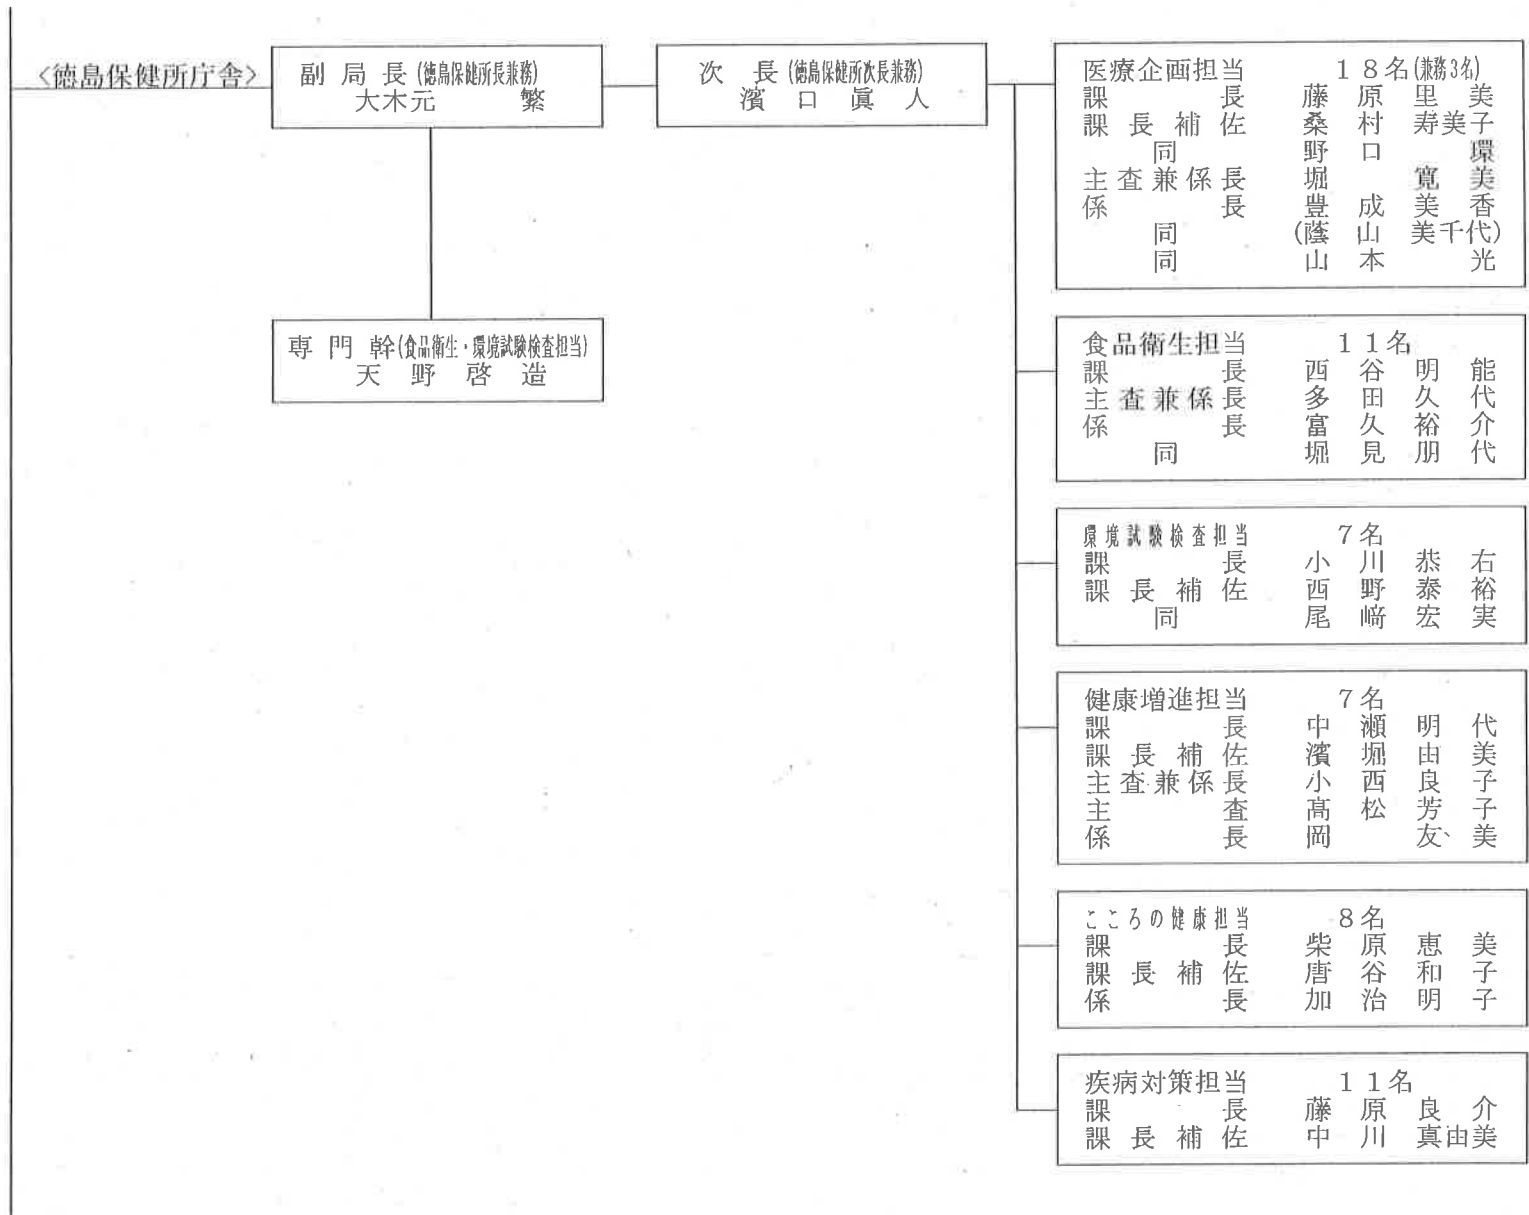 <徳島保健所庁舎>
副局長(徳島保健所長兼務)
大木元 繁
次長(徳島保健所次長兼務)
濱口眞人
専門幹(食品衛生・環境試験検査担当)
天野啓造
医療企画担当 18名(兼務3名)
課長 藤原里美
課長補佐 桑村寿美子
同 野口 環
主査兼係長 堀 寛美
係長 豊成美香
同 (蔭山美千代)
同 山本 光
食品衛生担当 11名
課長 西谷明能
主査兼係長 多田久代
係長 富久裕介
同 堀見朋代
環境試験検査担当 7名
課長 小川恭右
課長補佐 西野泰裕
同 尾﨑宏実
健康増進担当 7名
課長 中瀬明代
課長補佐 濱堀由美
主査兼係長 小西良子
主査 髙松芳子
係長 岡 友美
こころの健康担当 8名
課長 柴原恵美
課長補佐 唐谷和子
係長 加治明子
疾病対策担当 11名
課長 藤原良介
課長補佐 中川真由美